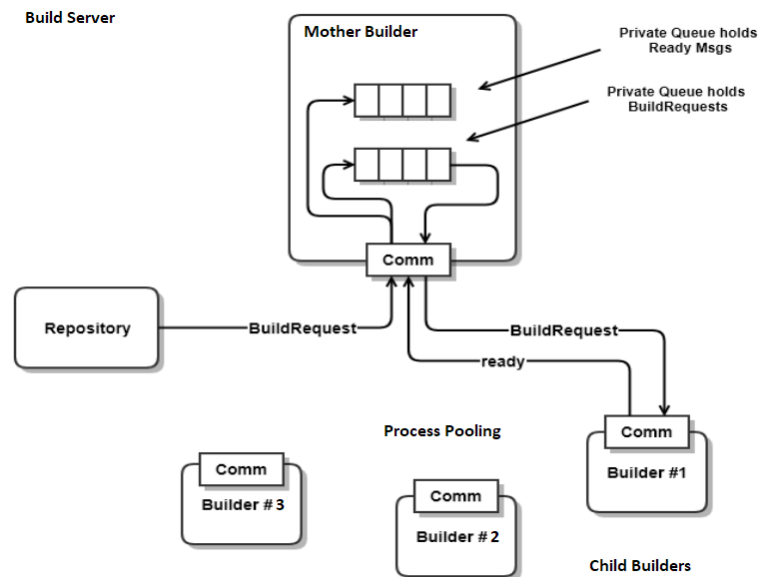 Build Server
Mother Builder
Private Queue holds
Ready Msgs
Private Queue holds
BuildRequests
Comm
Repository
BuildRequest
BuildRequest
ready
Process Pooling
Comm
Builder #1
Comm
Builder #3
Comm
Builder #2
Child Builders